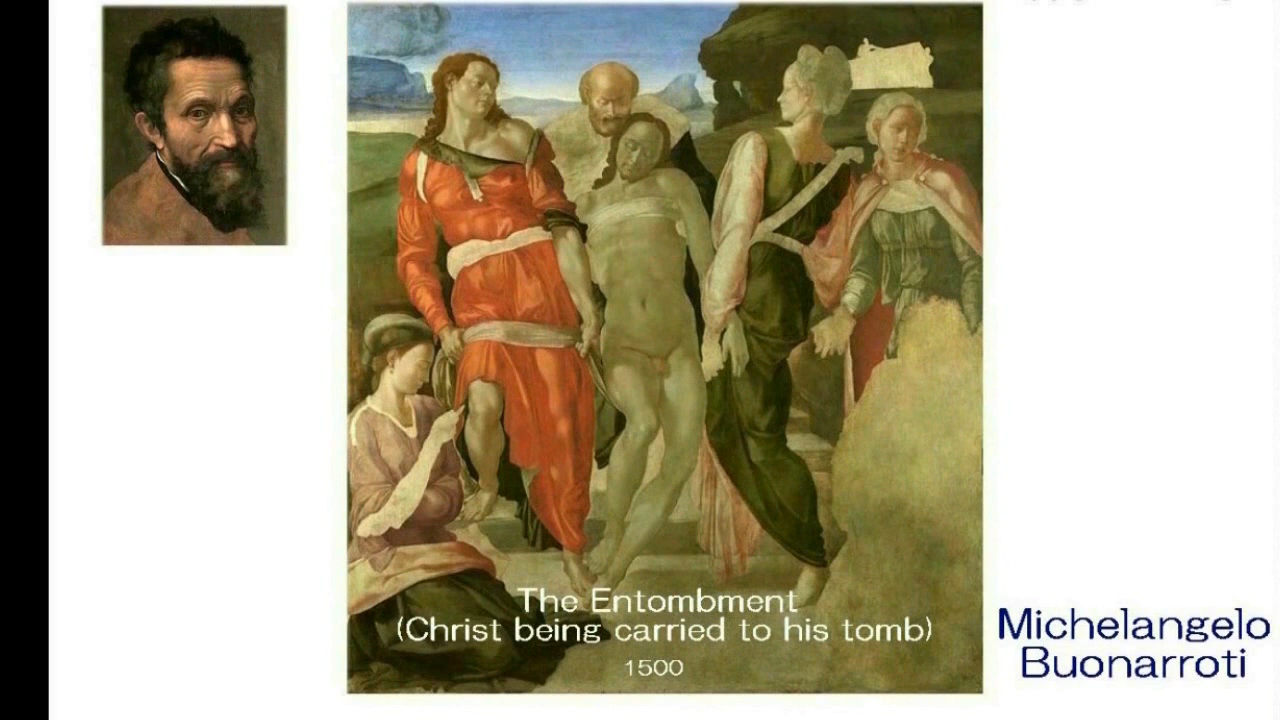 The Entombment
(Christ being carried to his tomb)
1500
Michelangelo
Buonarroti